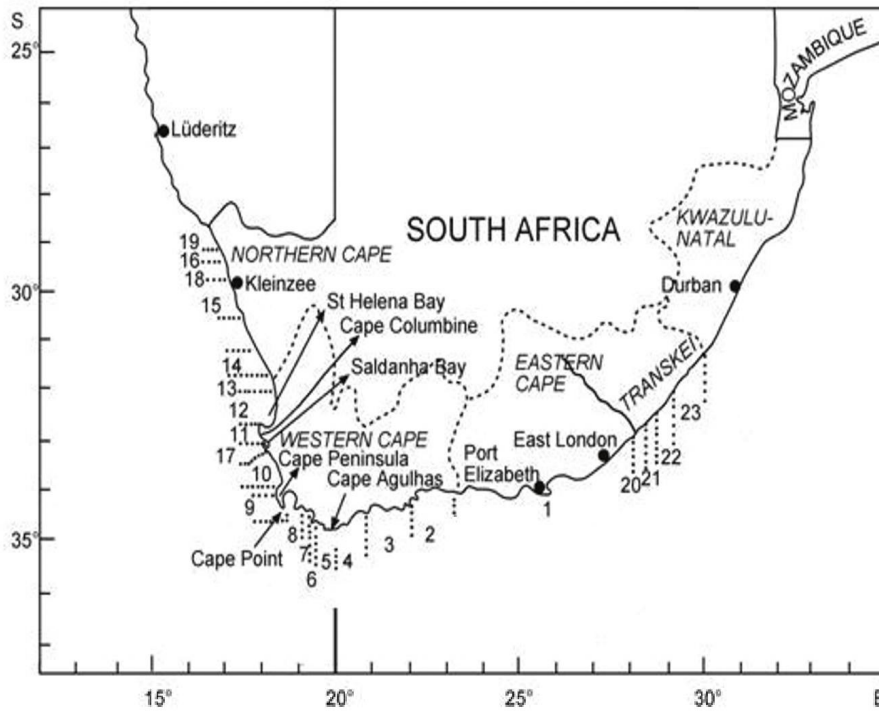 S
25°
MOZAMBIQUE
Lüderitz
SOUTH AFRICA
KWAZULU-
NATAL
19
NORTHERN CAPE
16
18
Kleinzee
Durban
30°
15
St Helena Bay
Cape Columbine
14
Saldanha Bay
EASTERN
CAPE
TRANSKEI
13
12
23
11
WESTERN CAPE
17
Cape Peninsula
Port
Elizabeth
East London
22
10
Cape Agulhas
21
20
9
1
8
2
3
35°
7
5
4
Cape Point
6
15°
20°
25°
30°
E